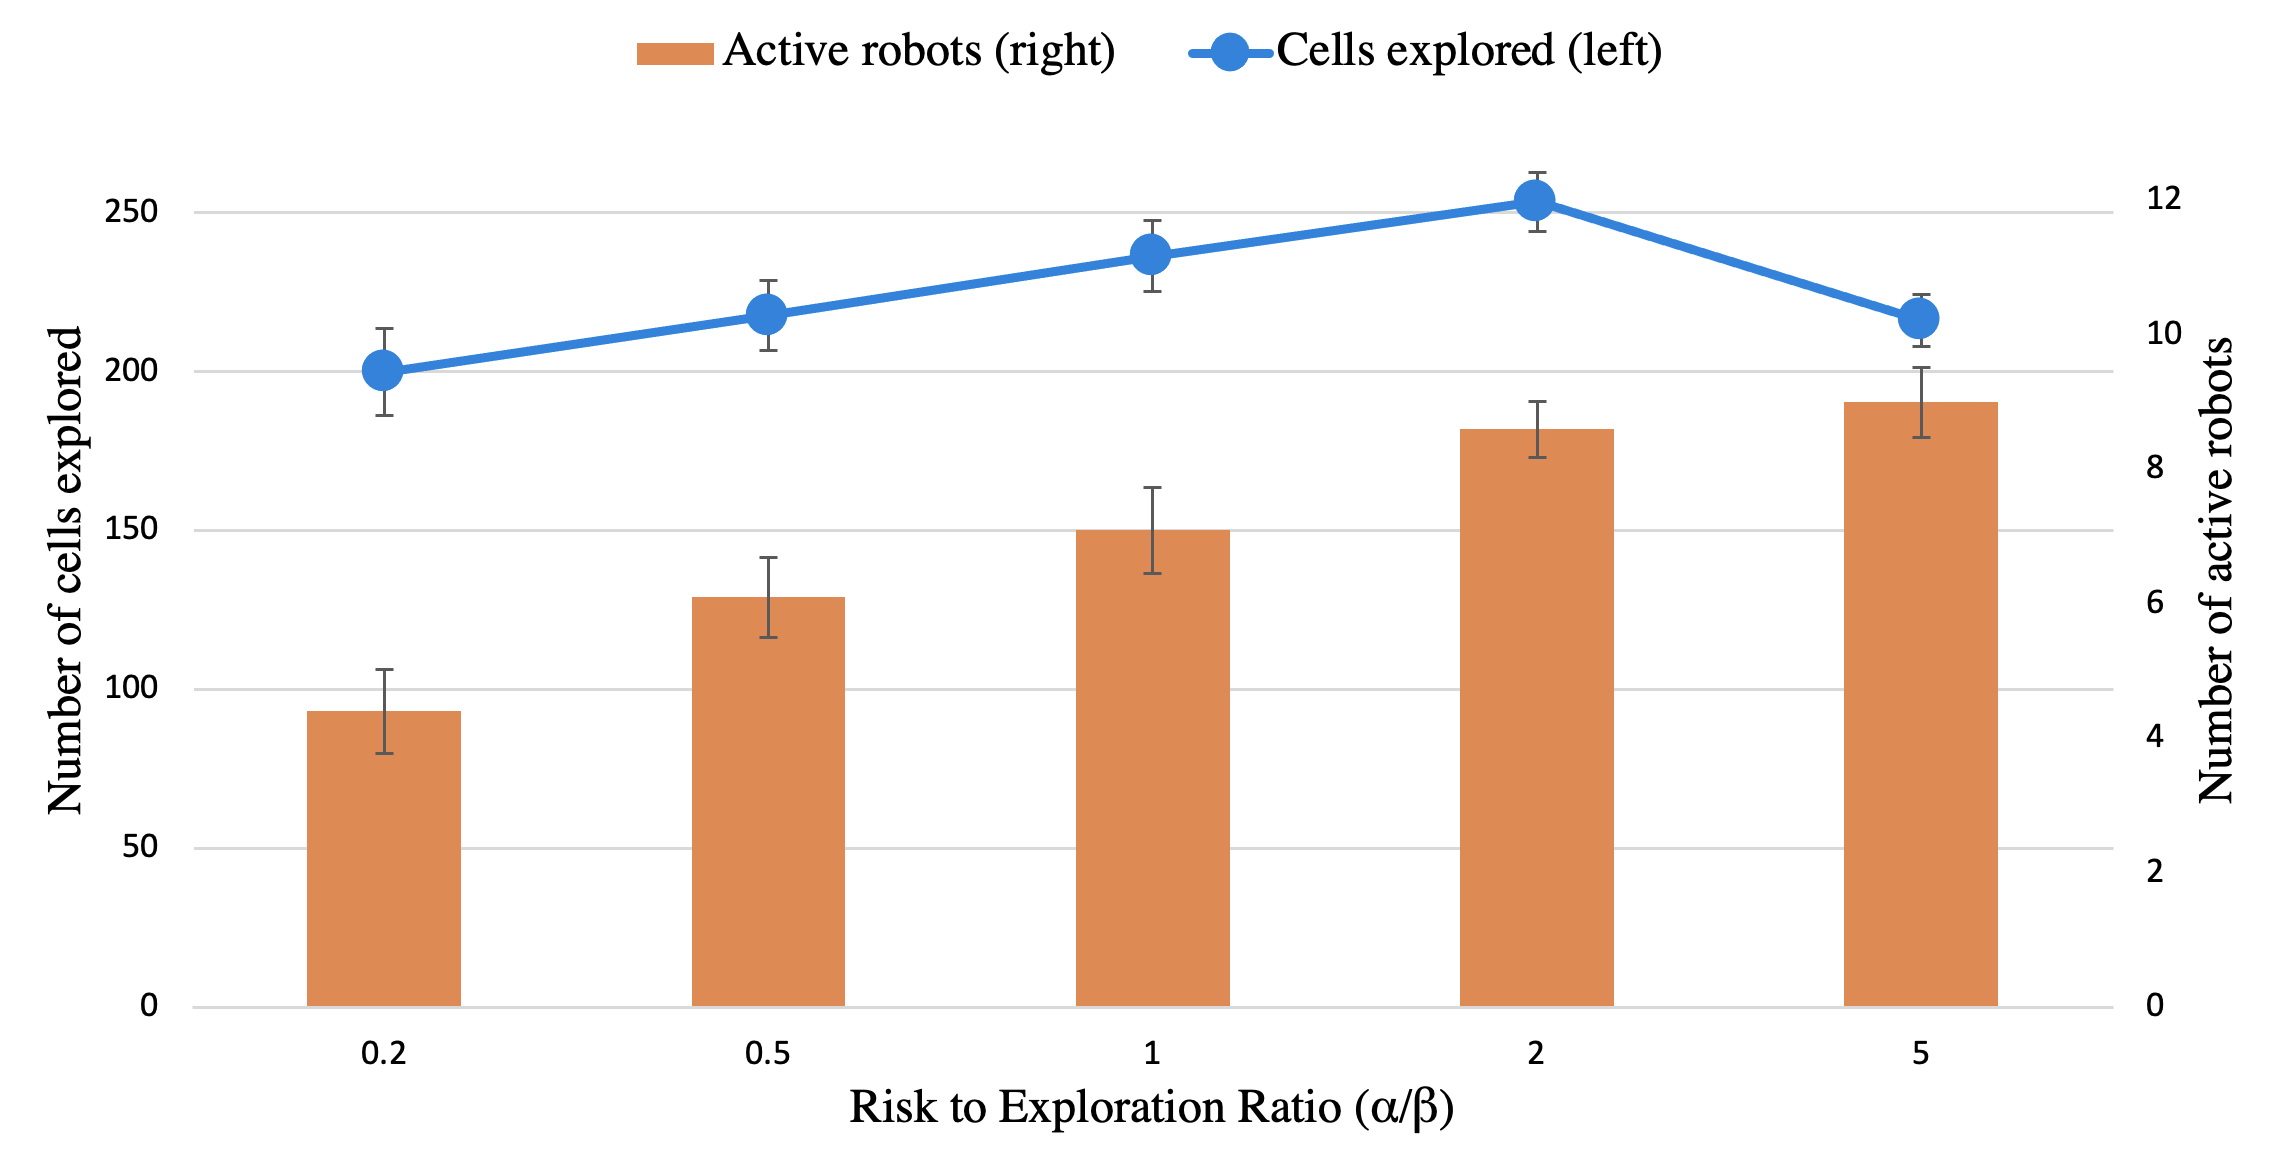 Active robots (right) Cells explored (left)
Number of cells explored
250
200
150
100
50
0
12
10
8
6
4
2
0
Number of active robots
0.2 0.5 1 2 5
Risk to Exploration Ratio (α/β)